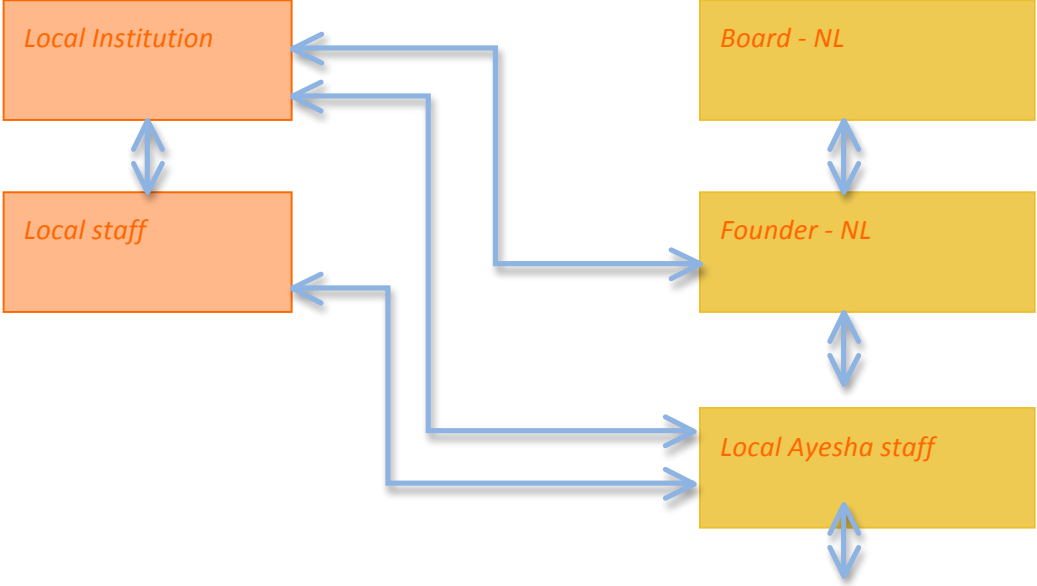 Local Institution
Board - NL
Local staff
Founder - NL
Local Ayesha staff